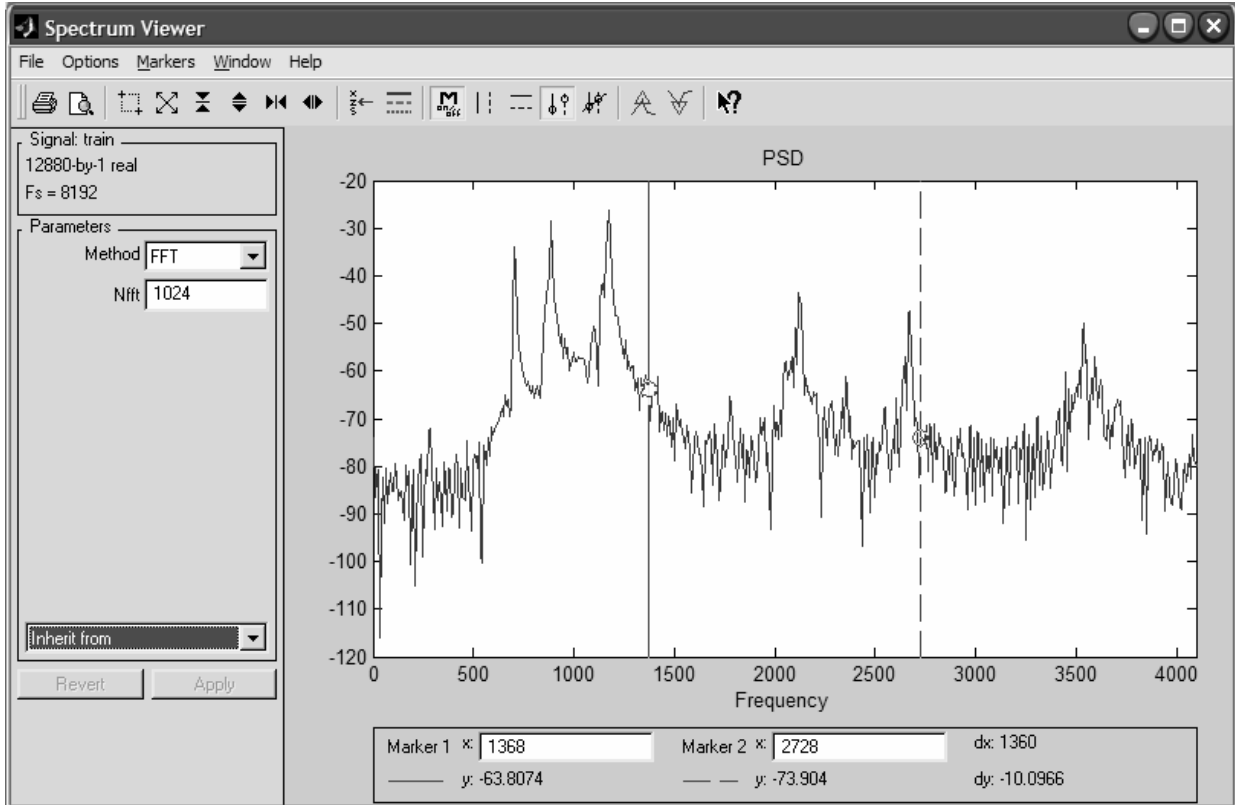 Spectrum Viewer
File Options Markers Window Help
M on/off
Signal: train
12880-by-1 real
Fs = 8192
Parameters
Method FFT
Nfft 1024
Inherit from
Revert Apply
PSD
-20
-30
-40
-50
-60
-70
-80
-90
-100
-110
-120
0 500 1000 1500 2000 2500 3000 3500 4000
Frequency
Marker 1 x: 1368 Marker 2 x: 2728 dx: 1360
y: -63.8074 y: -73.904 dy: -10.0966